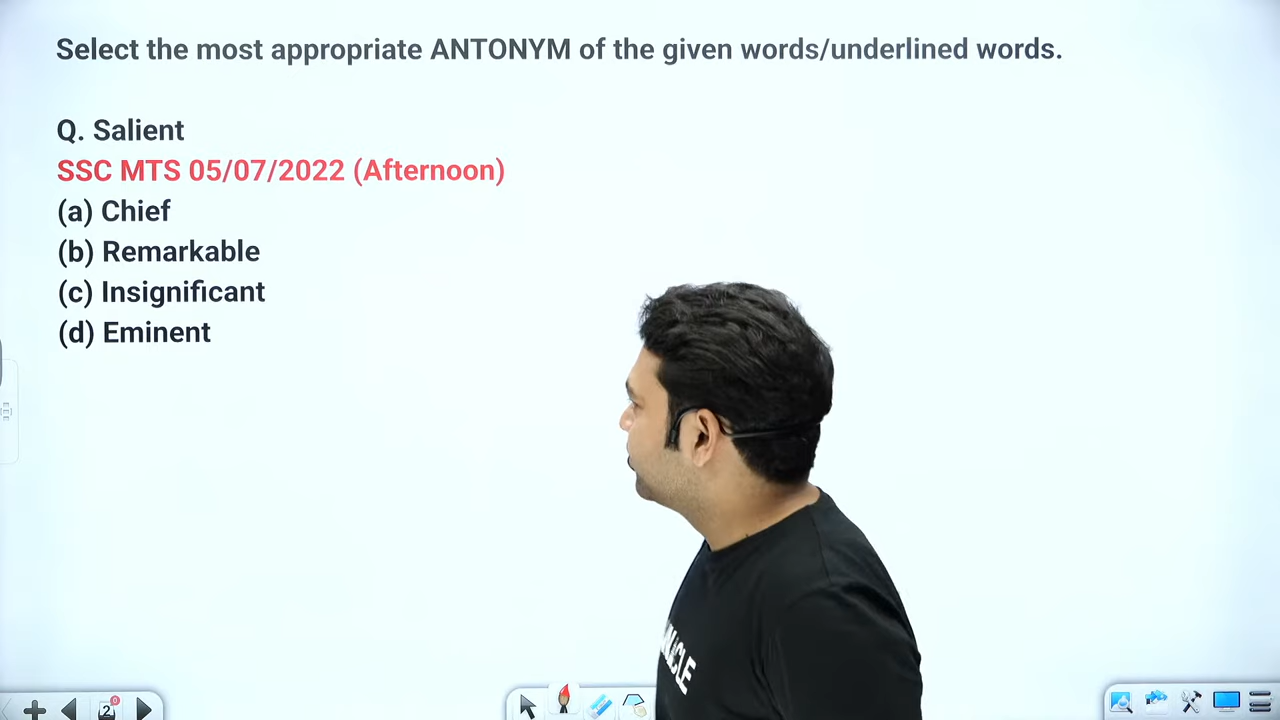 Select the most appropriate ANTONYM of the given words/underlined words.
Q. Salient
SSC MTS 05/07/2022 (Afternoon)
(a) Chief
(b) Remarkable
(c) Insignificant
(d) Eminent
2